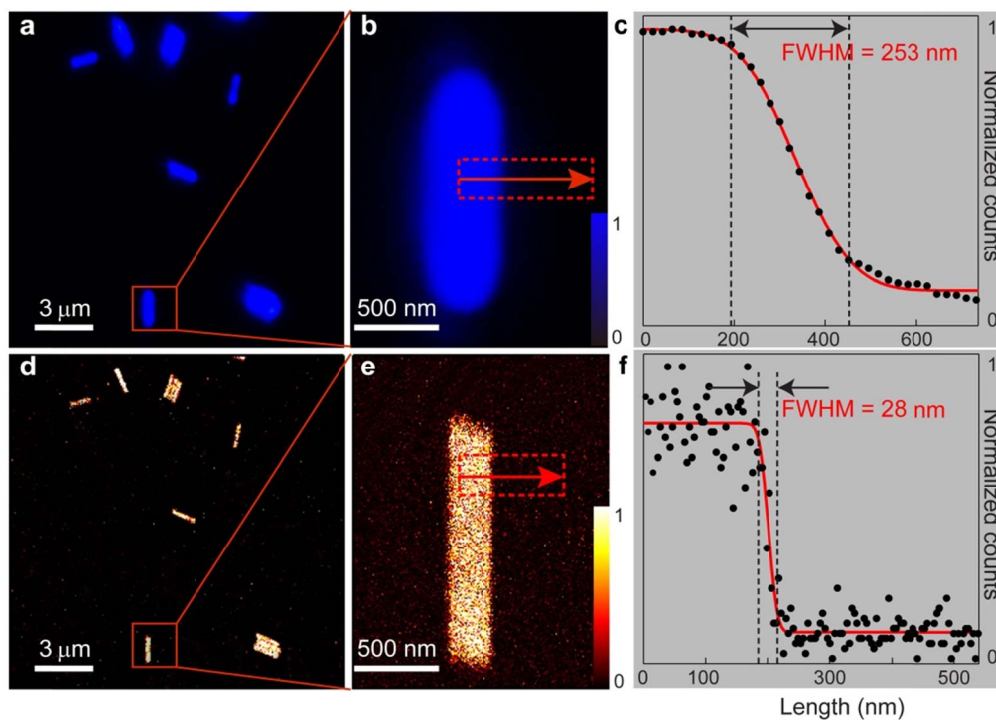 a
3 μm
b
500 nm
1
0
c
FWHM = 253 nm
1
Normalized counts
0
0
200
400
600
d
3 μm
e
500 nm
1
0
f
FWHM = 28 nm
1
Normalized counts
0
0
100
300
500
Length (nm)